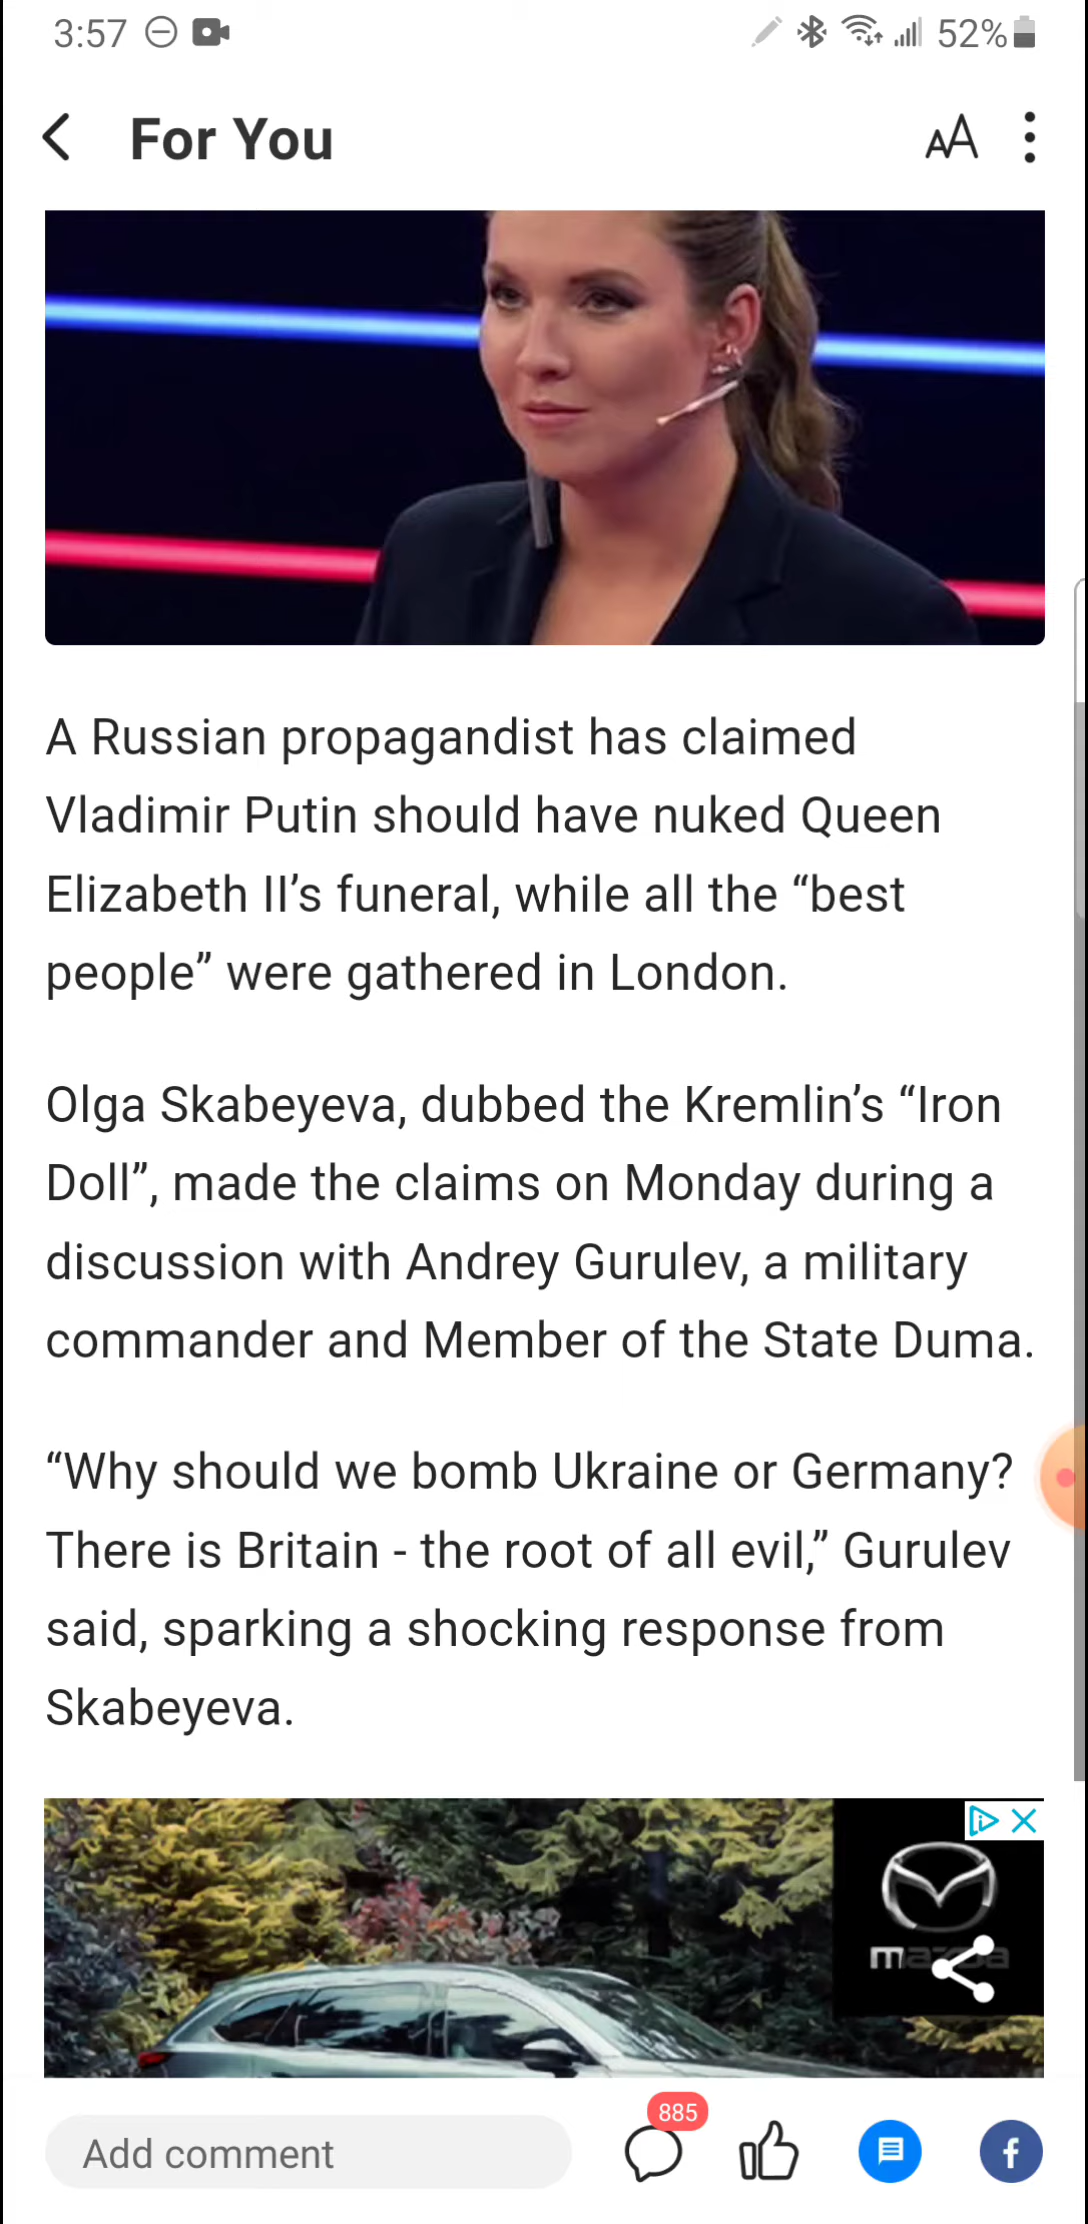 3:57
52%
For You
A Russian propagandist has claimed
Vladimir Putin should have nuked Queen
Elizabeth II’s funeral, while all the “best
people” were gathered in London.
Olga Skabeyeva, dubbed the Kremlin’s “Iron
Doll”, made the claims on Monday during a
discussion with Andrey Gurulev, a military
commander and Member of the State Duma.
“Why should we bomb Ukraine or Germany?
There is Britain - the root of all evil,” Gurulev
said, sparking a shocking response from
Skabeyeva.
mazda
885
Add comment